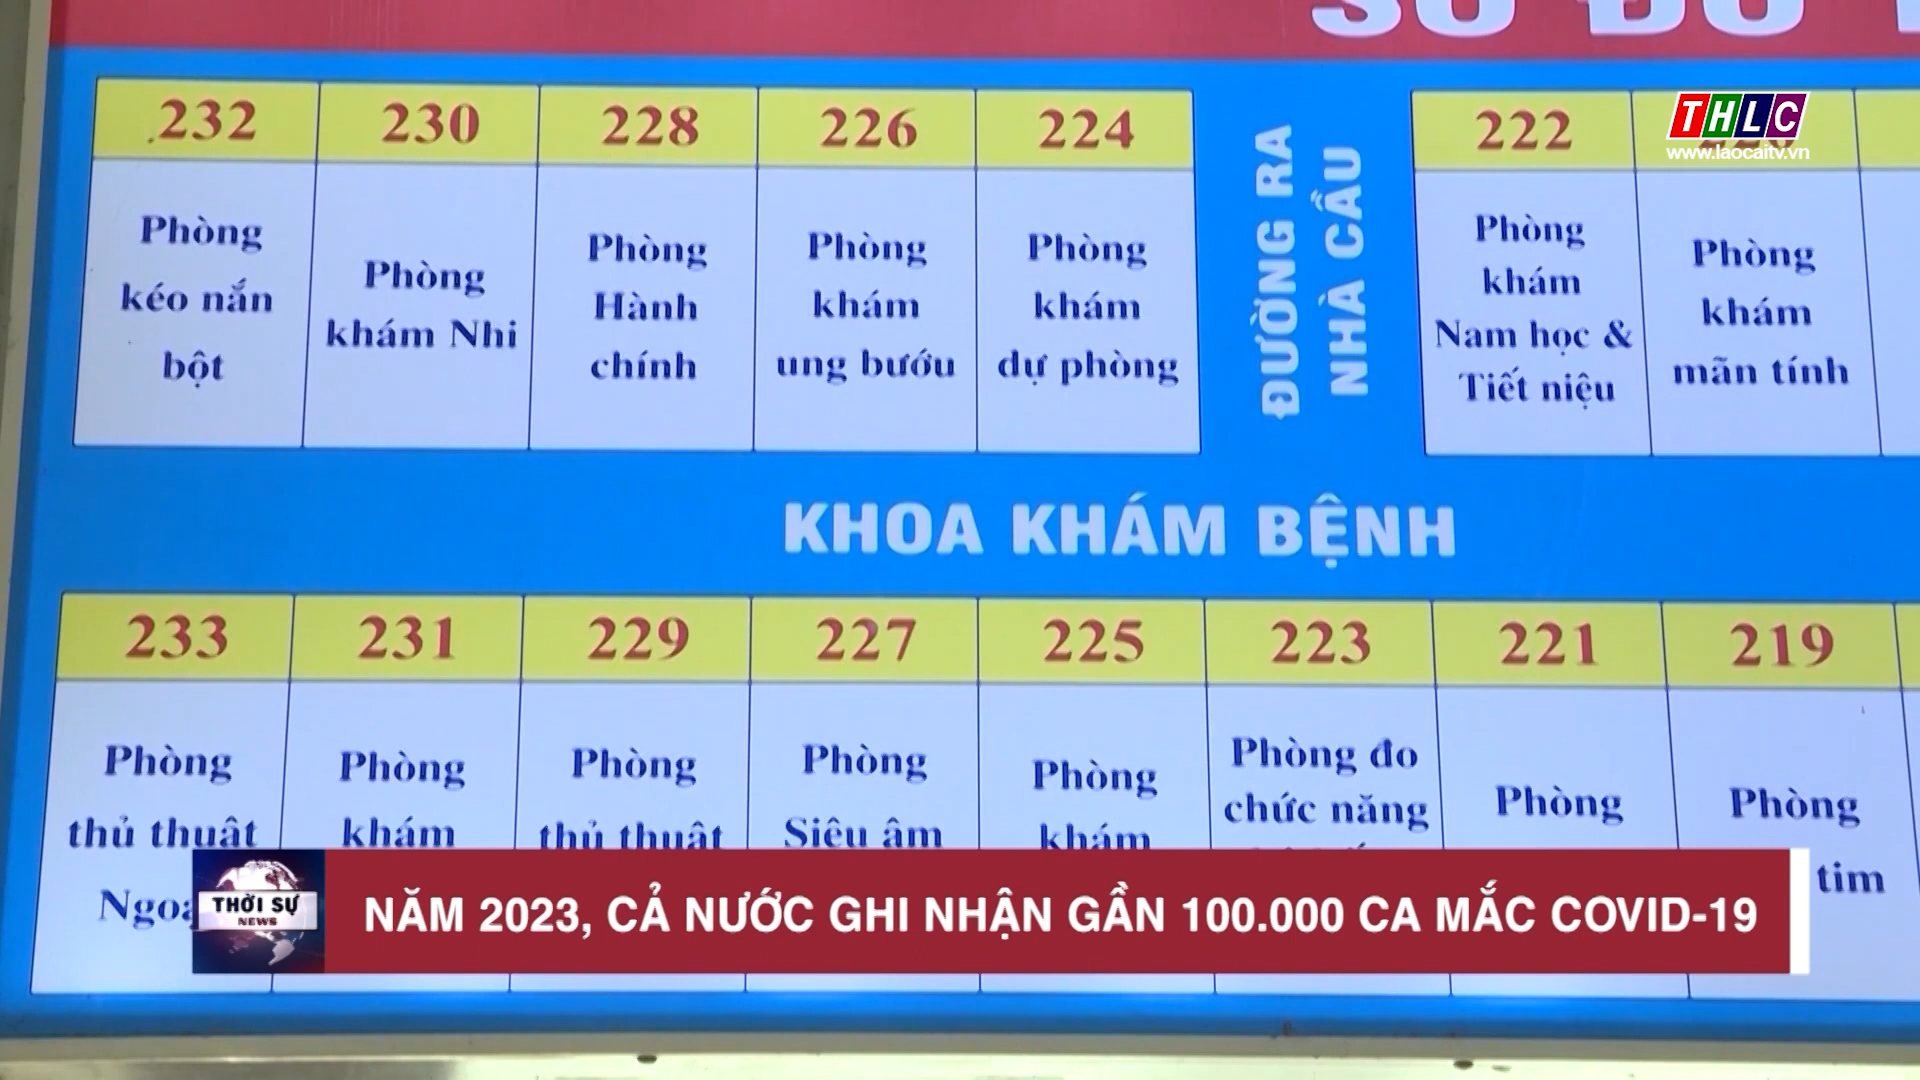 SƠ ĐỒ
THLC
www.laocaitv.vn
232
230
228
226
224
222
Phòng
kéo nắn
bột
Phòng
khám Nhi
Phòng
Hành
chính
Phòng
khám
ung bướu
Phòng
khám
dự phòng
ĐƯỜNG RA
NHÀ CẦU
Phòng
khám
Nam học &
Tiết niệu
Phòng
khám
mãn tính
KHOA KHÁM BỆNH
233
231
229
227
225
223
221
219
Phòng
thủ thuật
Phòng
khám
Phòng
thủ thuật
Phòng
Siêu âm
Phòng
khám
Phòng đo
chức năng
Phòng
Phòng
tim
THỜI SỰ
NEWS
NĂM 2023, CẢ NƯỚC GHI NHẬN GẦN 100.000 CA MẮC COVID-19